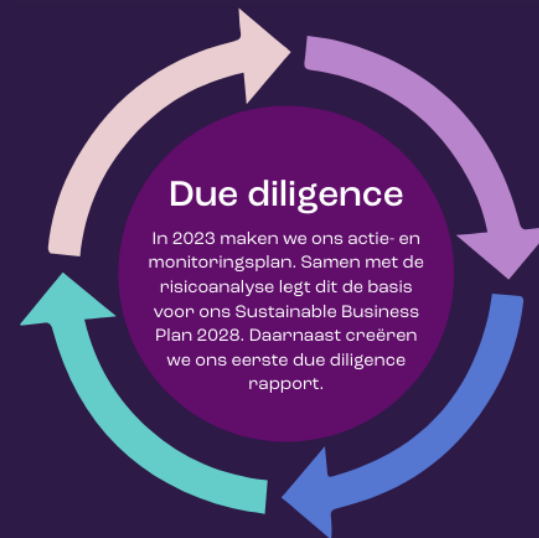 Due diligence
In 2023 maken we ons actie- en
monitoringsplan. Samen met de
risicoanalyse legt dit de basis
voor ons Sustainable Business
Plan 2028. Daarnaast creëren
we ons eerste due diligence
rapport.